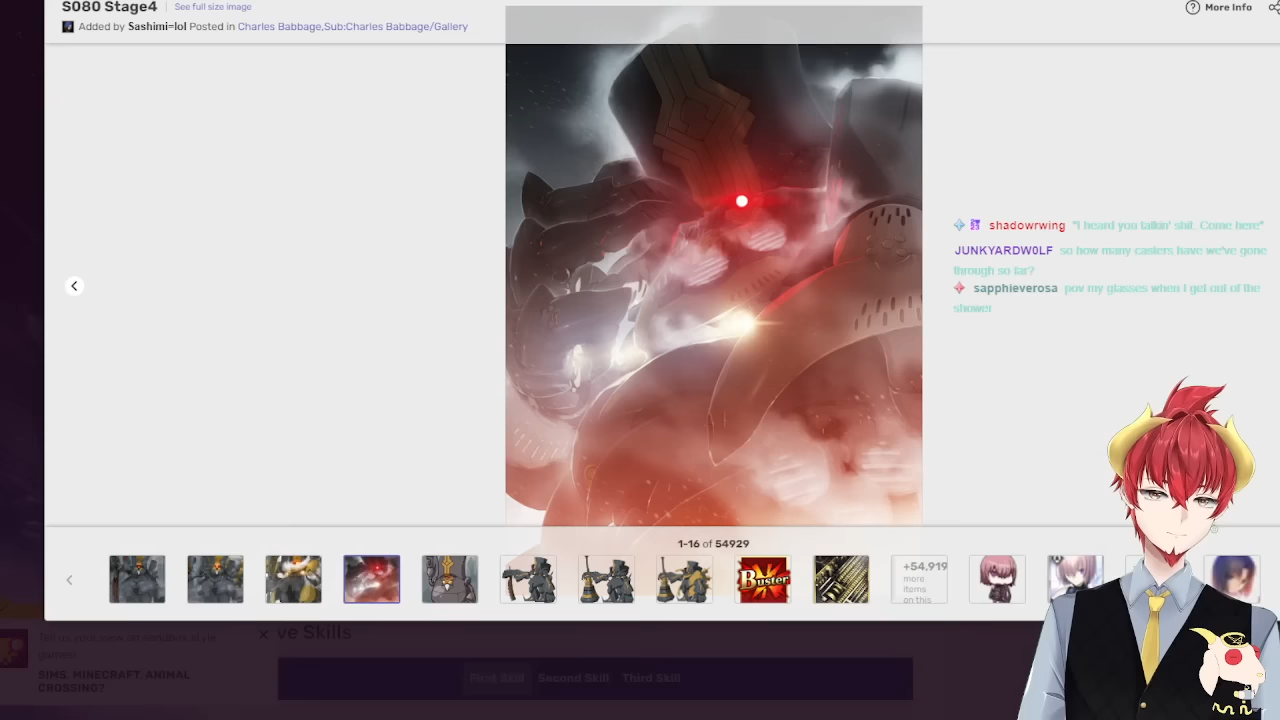 S080 Stage4
See full size image
More Info
Added by Sashimi=lol Posted in Charles Babbage,Sub:Charles Babbage/Gallery
shadowrwing "I heard you talkin' shit. Come here"
JUNKYARDW0LF so how many casters have we've gone
through so far?
sapphieverosa pov my glasses when I get out of the
shower
1-16 of 54929
Buster
+54,919
more
items
on this
ve Skills
games!
SIMS, MINECRAFT, ANIMAL
CROSSING?
First Skill
Second Skill
Third Skill